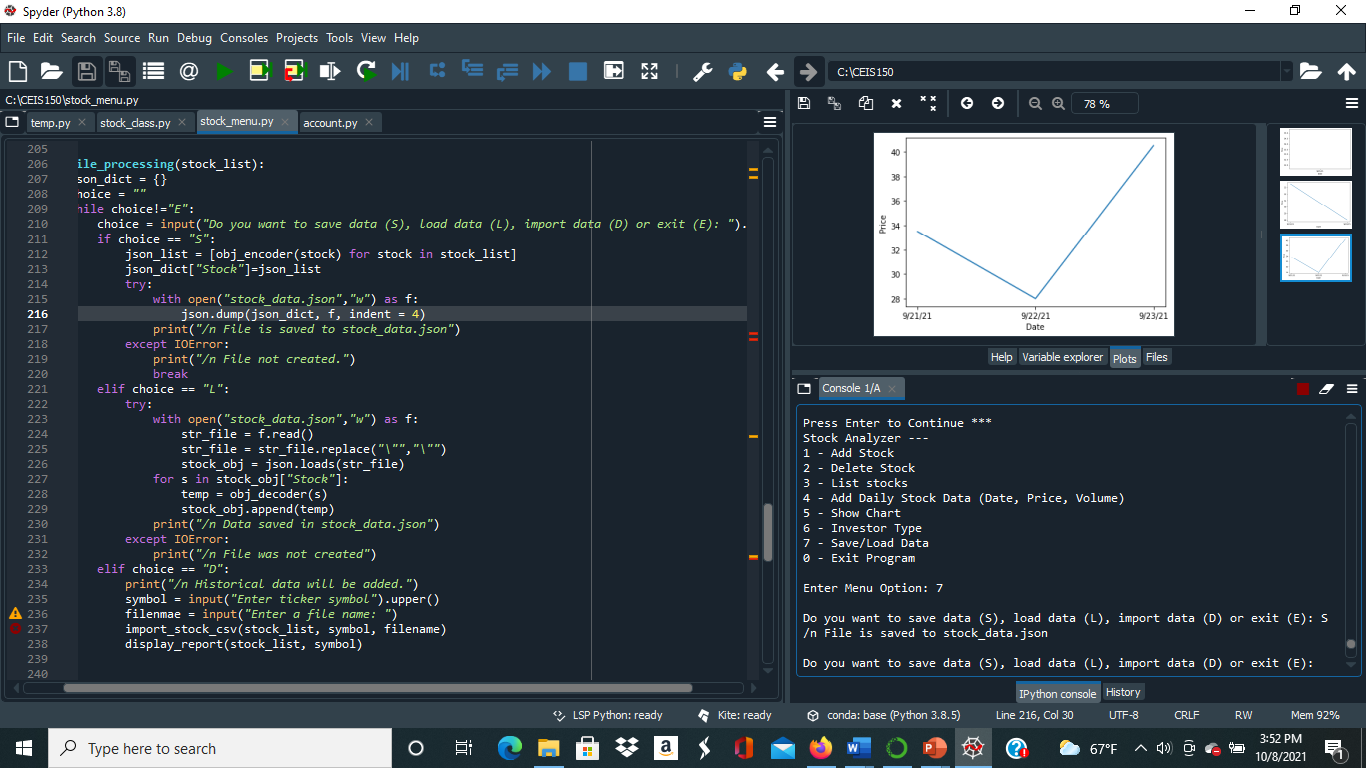 Spyder (Python 3.8)
File Edit Search Source Run Debug Consoles Projects Tools View Help
C:\CEIS150
C:\CEIS150\stock_menu.py
temp.py stock_class.py stock_menu.py account.py
205
206 ile_processing(stock_list):
207 son_dict = {}
208 hoice = ""
209 hile choice!="E":
210 choice = input("Do you want to save data (S), load data (L), import data (D) or exit (E): ").
211 if choice == "S":
212 json_list = [obj_encoder(stock) for stock in stock_list]
213 json_dict["Stock"]=json_list
214 try:
215 with open("stock_data.json","w") as f:
216 json.dump(json_dict, f, indent = 4)
217 print("/n File is saved to stock_data.json")
218 except IOError:
219 print("/n File not created.")
220 break
221 elif choice == "L":
222 try:
223 with open("stock_data.json","w") as f:
224 str_file = f.read()
225 str_file = str_file.replace("\"","\"")
226 stock_obj = json.loads(str_file)
227 for s in stock_obj["Stock"]:
228 temp = obj_decoder(s)
229 stock_obj.append(temp)
230 print("/n Data saved in stock_data.json")
231 except IOError:
232 print("/n File was not created")
233 elif choice == "D":
234 print("/n Historical data will be added.")
235 symbol = input("Enter ticker symbol").upper()
236 filenmae = input("Enter a file name: ")
237 import_stock_csv(stock_list, symbol, filename)
238 display_report(stock_list, symbol)
239
240
78 %
40
38
36
34
32
30
28
Price
9/21/21 9/22/21 9/23/21
Date
Help Variable explorer Plots Files
Console 1/A
Press Enter to Continue ***
Stock Analyzer ---
1 - Add Stock
2 - Delete Stock
3 - List stocks
4 - Add Daily Stock Data (Date, Price, Volume)
5 - Show Chart
6 - Investor Type
7 - Save/Load Data
0 - Exit Program
Enter Menu Option: 7
Do you want to save data (S), load data (L), import data (D) or exit (E): S
/n File is saved to stock_data.json
Do you want to save data (S), load data (L), import data (D) or exit (E):
IPython console History
LSP Python: ready Kite: ready conda: base (Python 3.8.5) Line 216, Col 30 UTF-8 CRLF RW Mem 92%
Type here to search
67°F
3:52 PM
10/8/2021
1